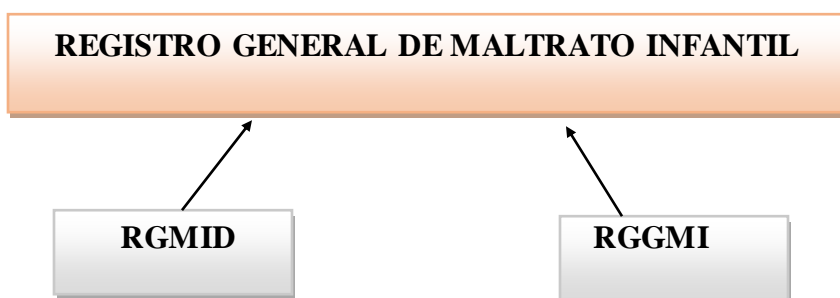 REGISTRO GENERAL DE MALTRATO INFANTIL
RGMID
RGGMI